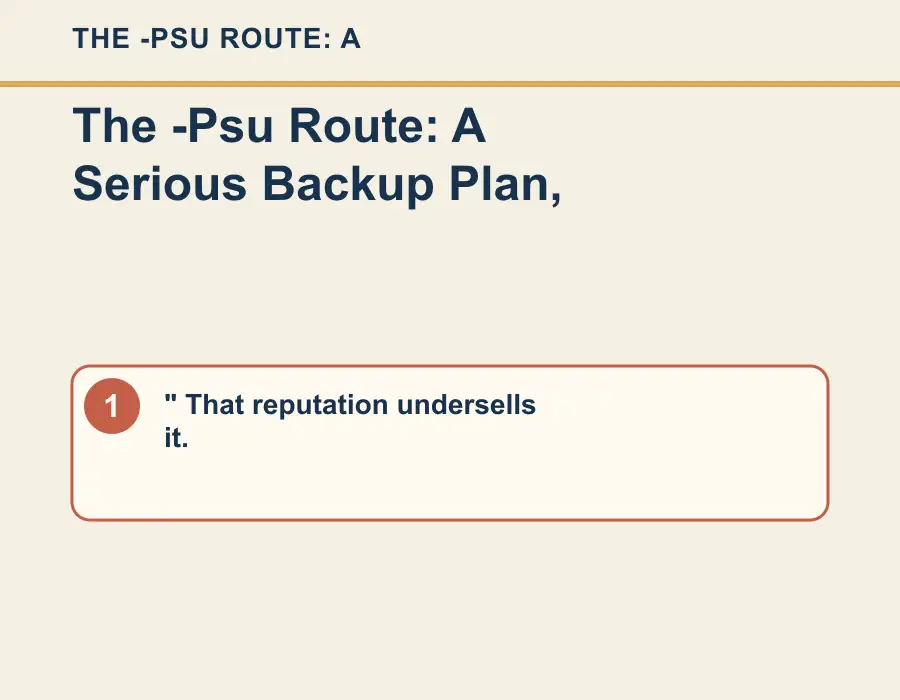 THE -PSU ROUTE: A
The -Psu Route: A
Serious Backup Plan,
1
" That reputation undersells
it.